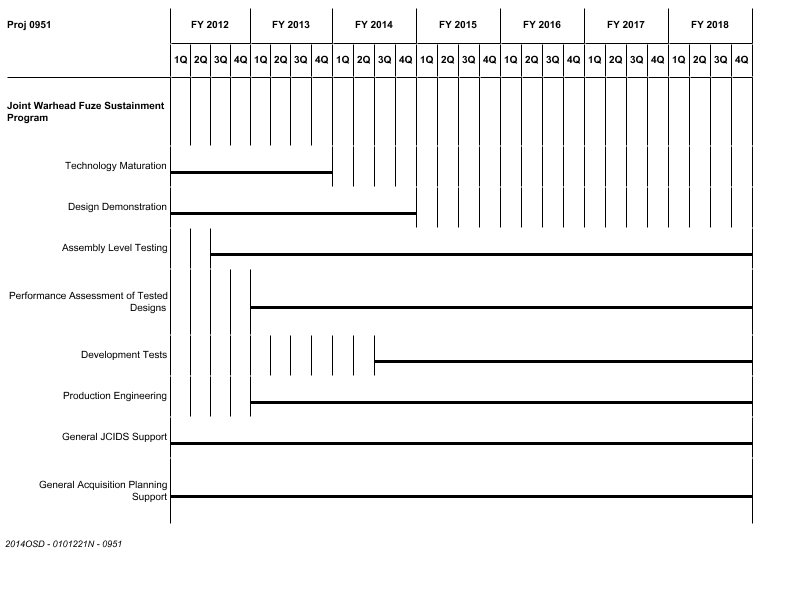 Proj 0951 FY 2012 FY 2013 FY 2014 FY 2015 FY 2016 FY 2017 FY 2018
1Q 2Q 3Q 4Q 1Q 2Q 3Q 4Q 1Q 2Q 3Q 4Q 1Q 2Q 3Q 4Q 1Q 2Q 3Q 4Q 1Q 2Q 3Q 4Q 1Q 2Q 3Q 4Q
Joint Warhead Fuze Sustainment
Program
Technology Maturation
Design Demonstration
Assembly Level Testing
Performance Assessment of Tested
Designs
Development Tests
Production Engineering
General JCIDS Support
General Acquisition Planning
Support
2014OSD - 0101221N - 0951